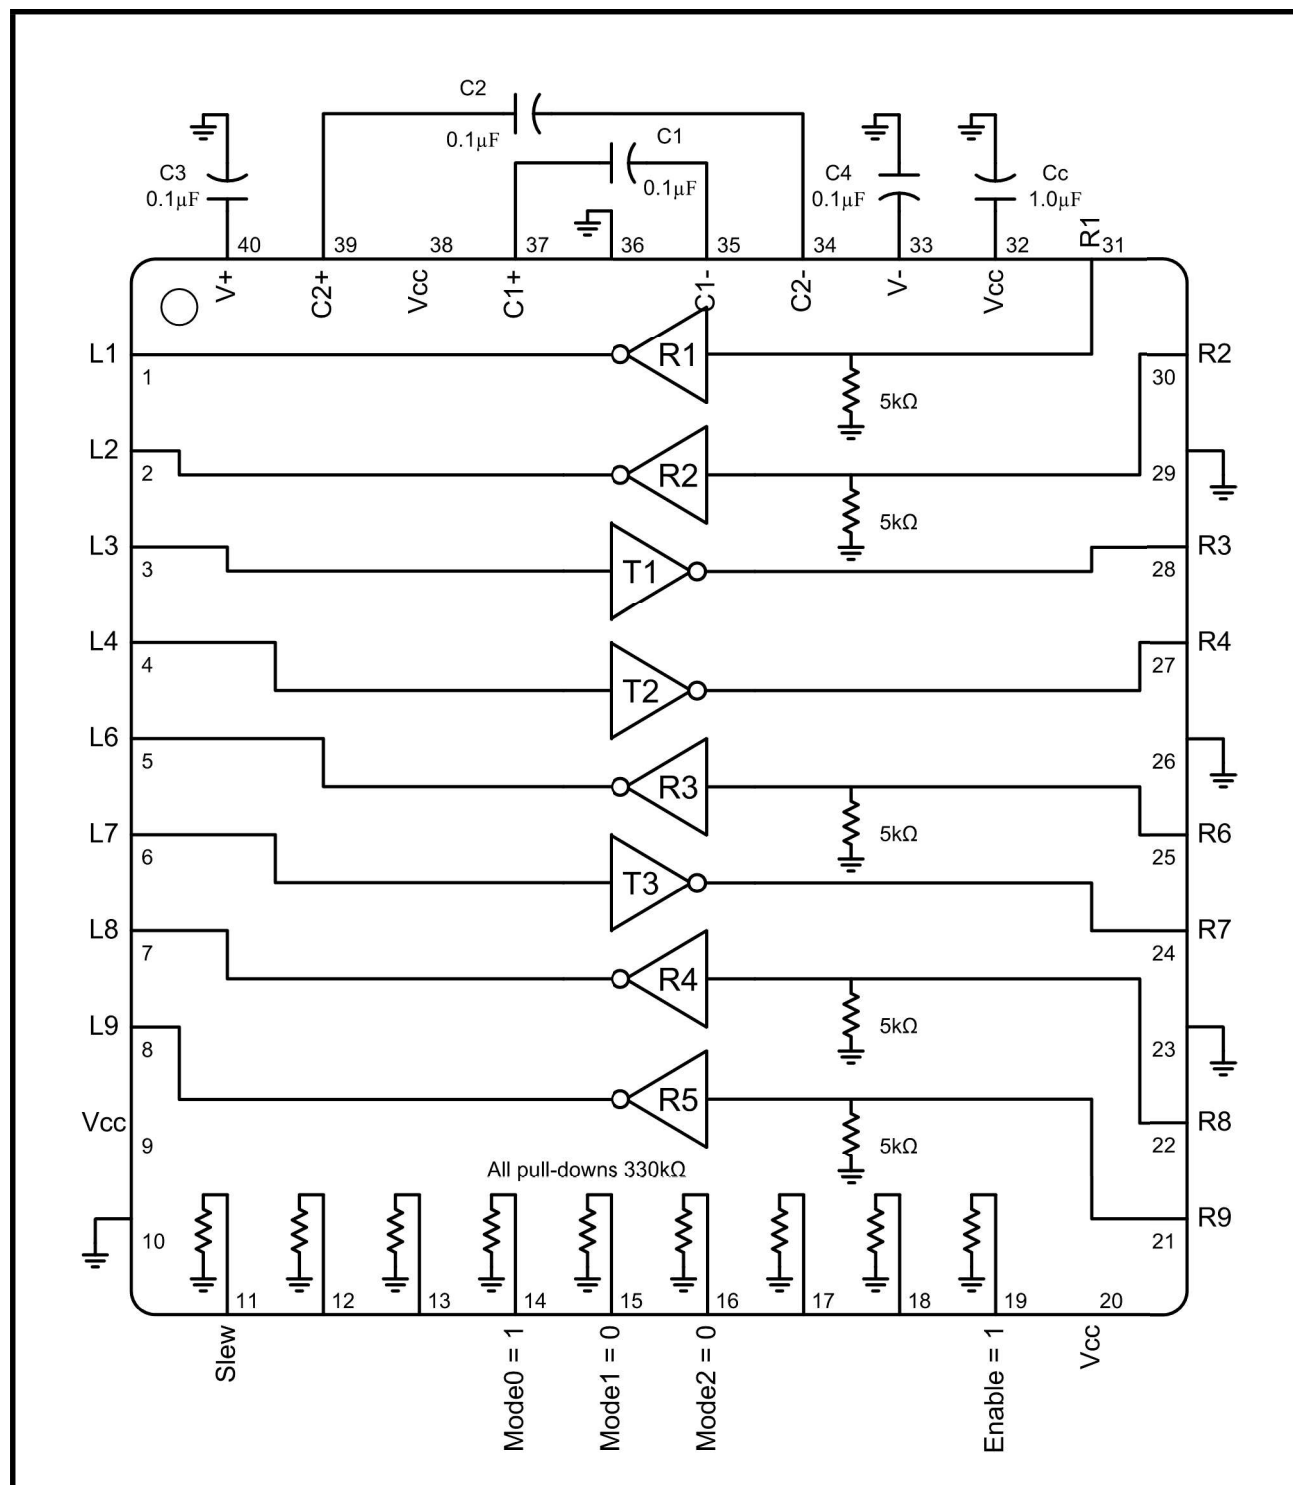 C2
0.1µF
C1
0.1µF
C3
0.1µF
C4
0.1µF
Cc
1.0µF
R1
40
39
38
37
36
35
34
33
32
31
V+
C2+
Vcc
C1+
C1-
C2-
V-
Vcc
L1
1
R1
5kΩ
30
R2
L2
2
R2
5kΩ
29
L3
3
T1
28
R3
L4
4
T2
27
R4
L6
5
R3
5kΩ
26
L7
6
T3
25
R6
L8
7
R4
5kΩ
24
R7
L9
8
R5
5kΩ
23
Vcc
9
22
R8
All pull-downs 330kΩ
10
21
R9
11
12
13
14
15
16
17
18
19
20
Slew
Mode0 = 1
Mode1 = 0
Mode2 = 0
Enable = 1
Vcc